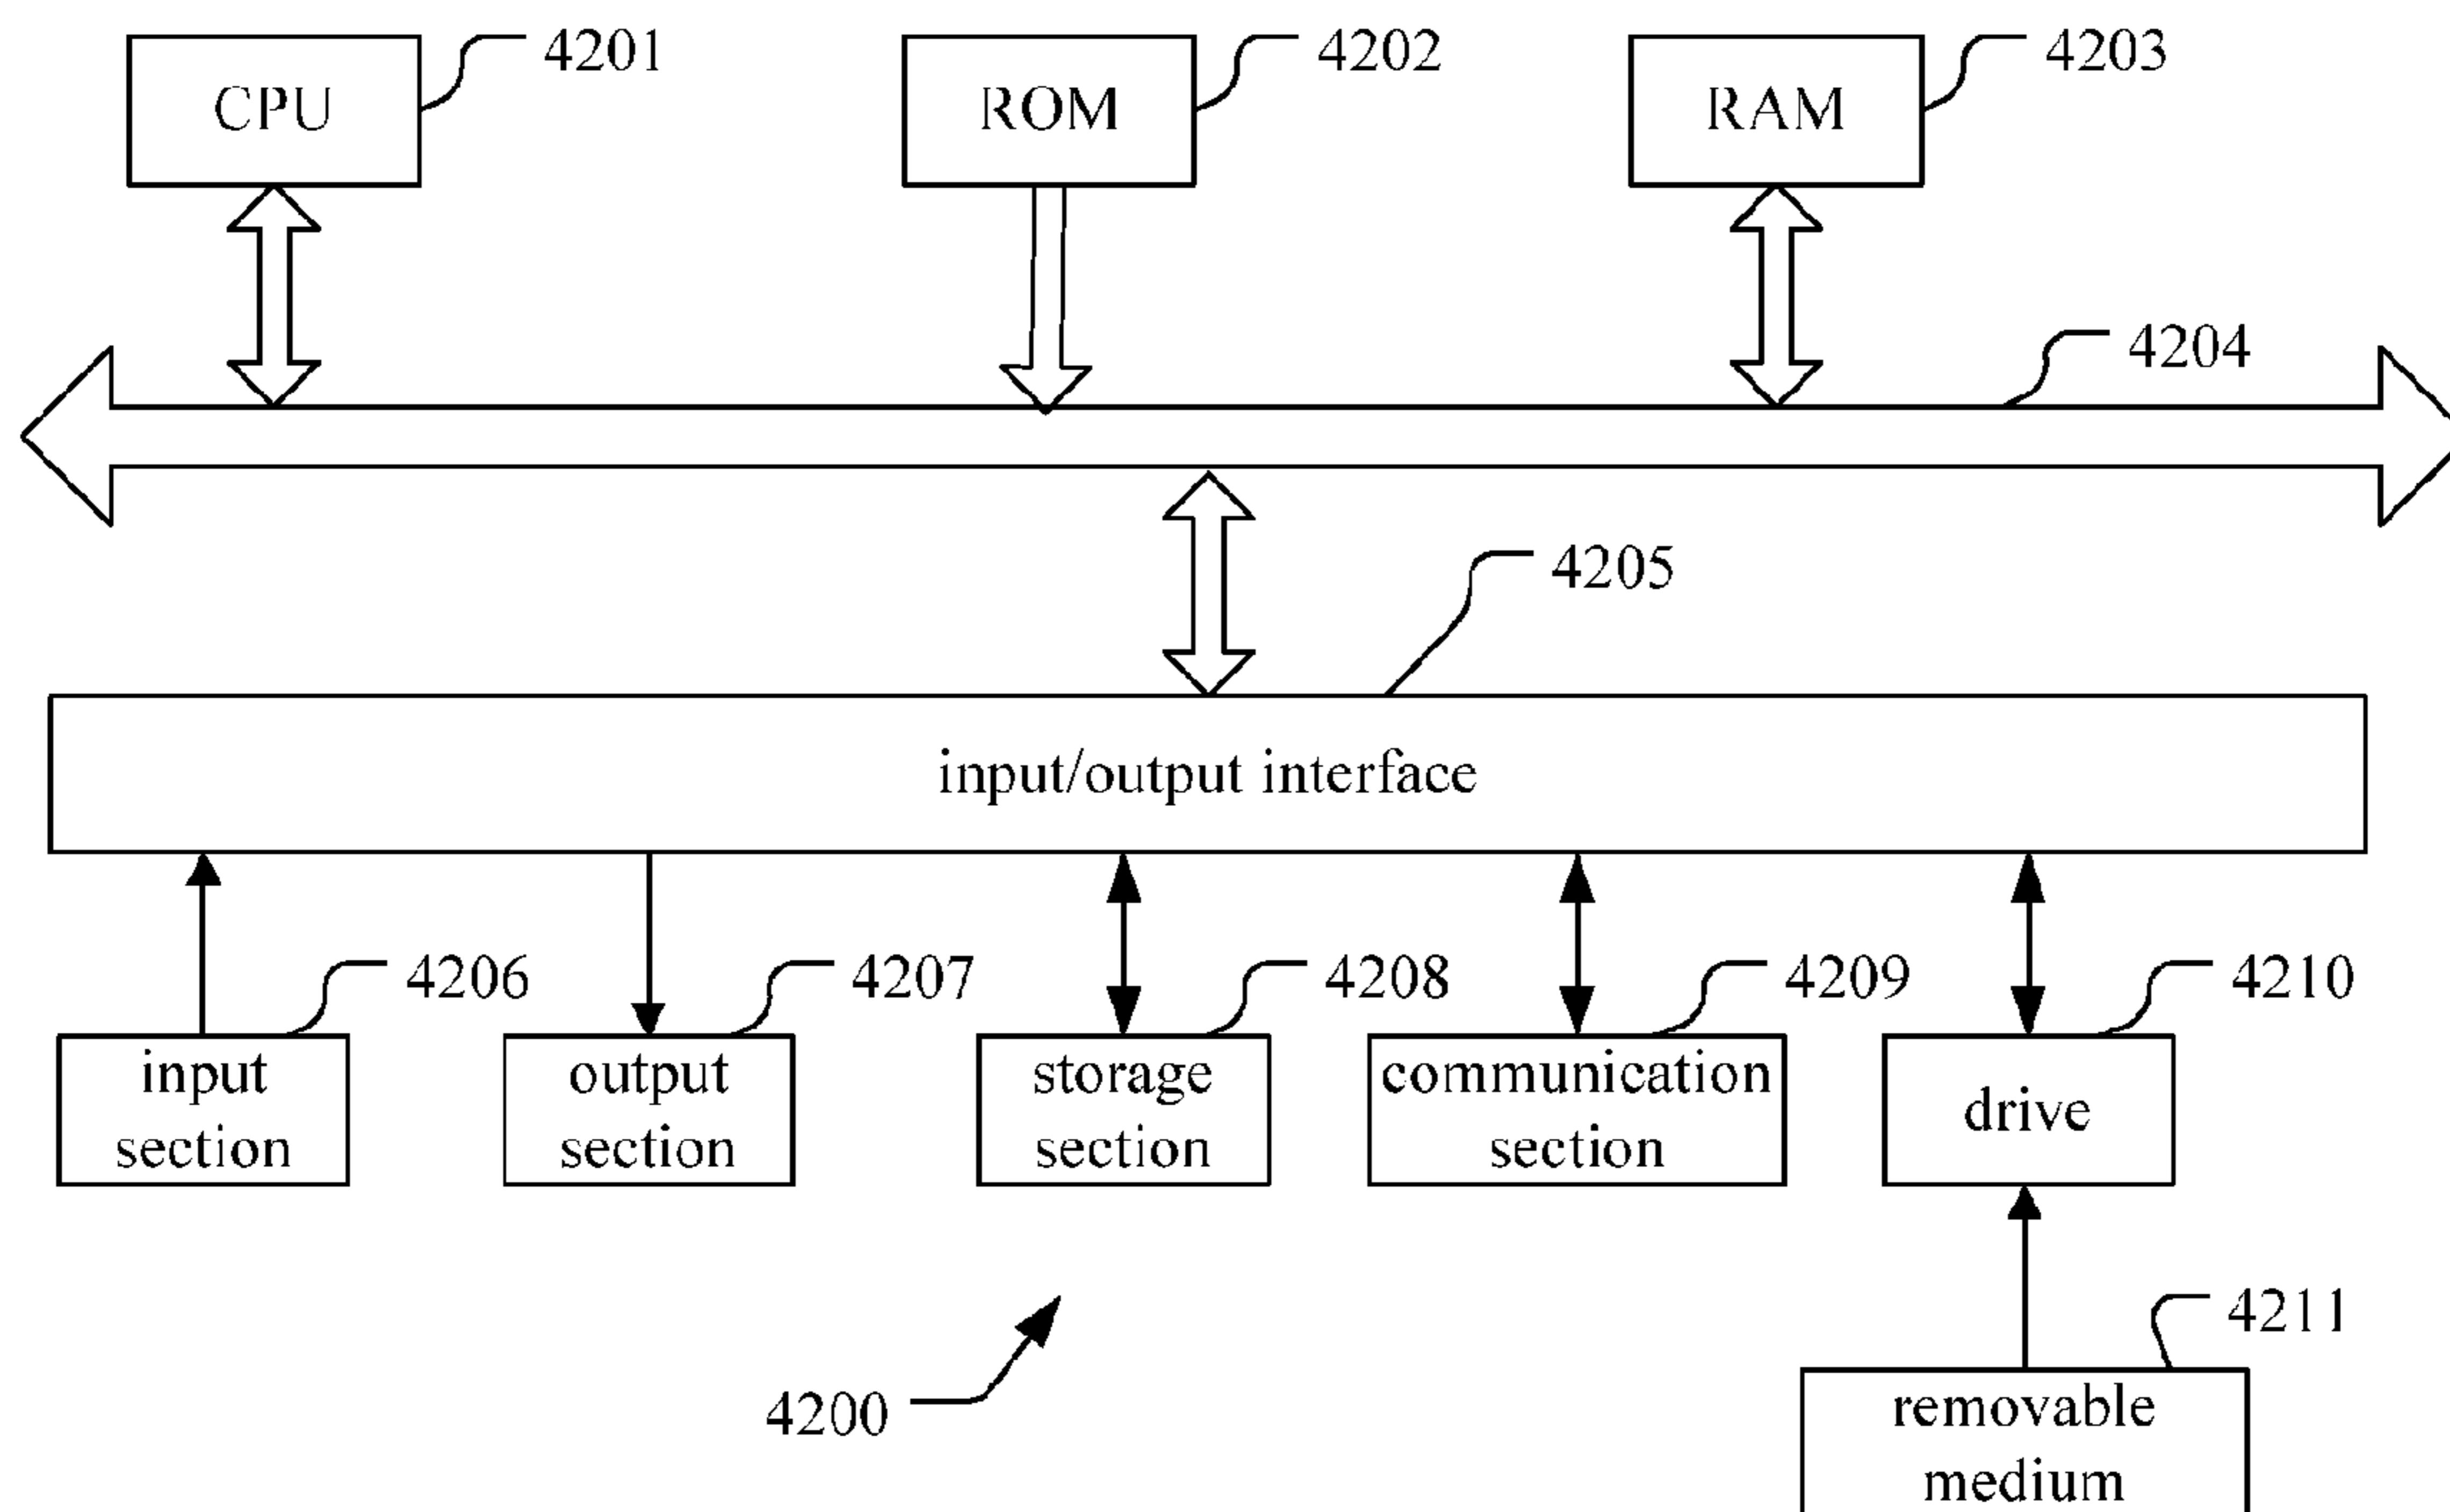 CPU
4201
ROM
4202
RAM
4203
4204
4205
input/output interface
4206
4207
4208
4209
4210
input
section
output
section
storage
section
communication
section
drive
4211
4200
removable
medium